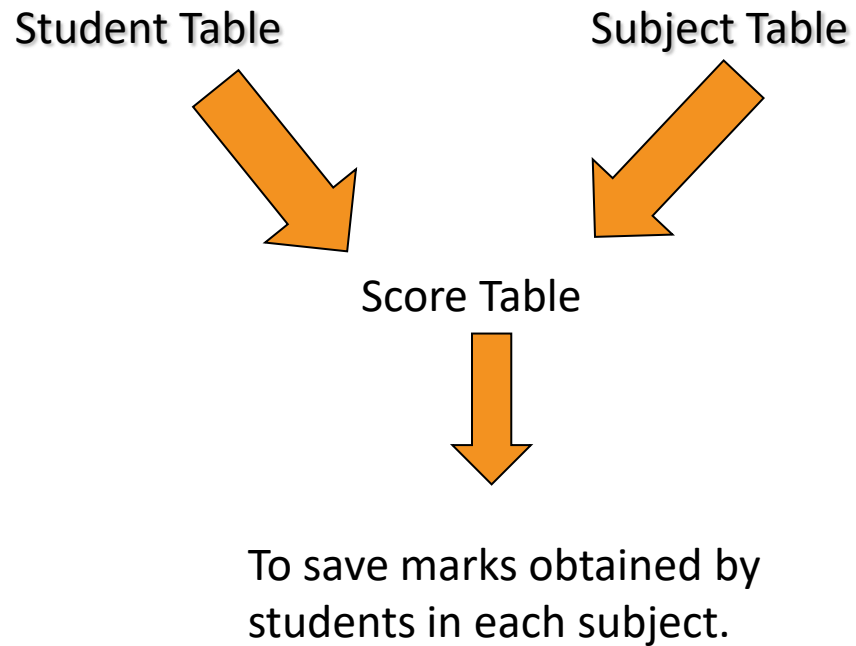 Student Table
Subject Table
Score Table
To save marks obtained by
students in each subject.